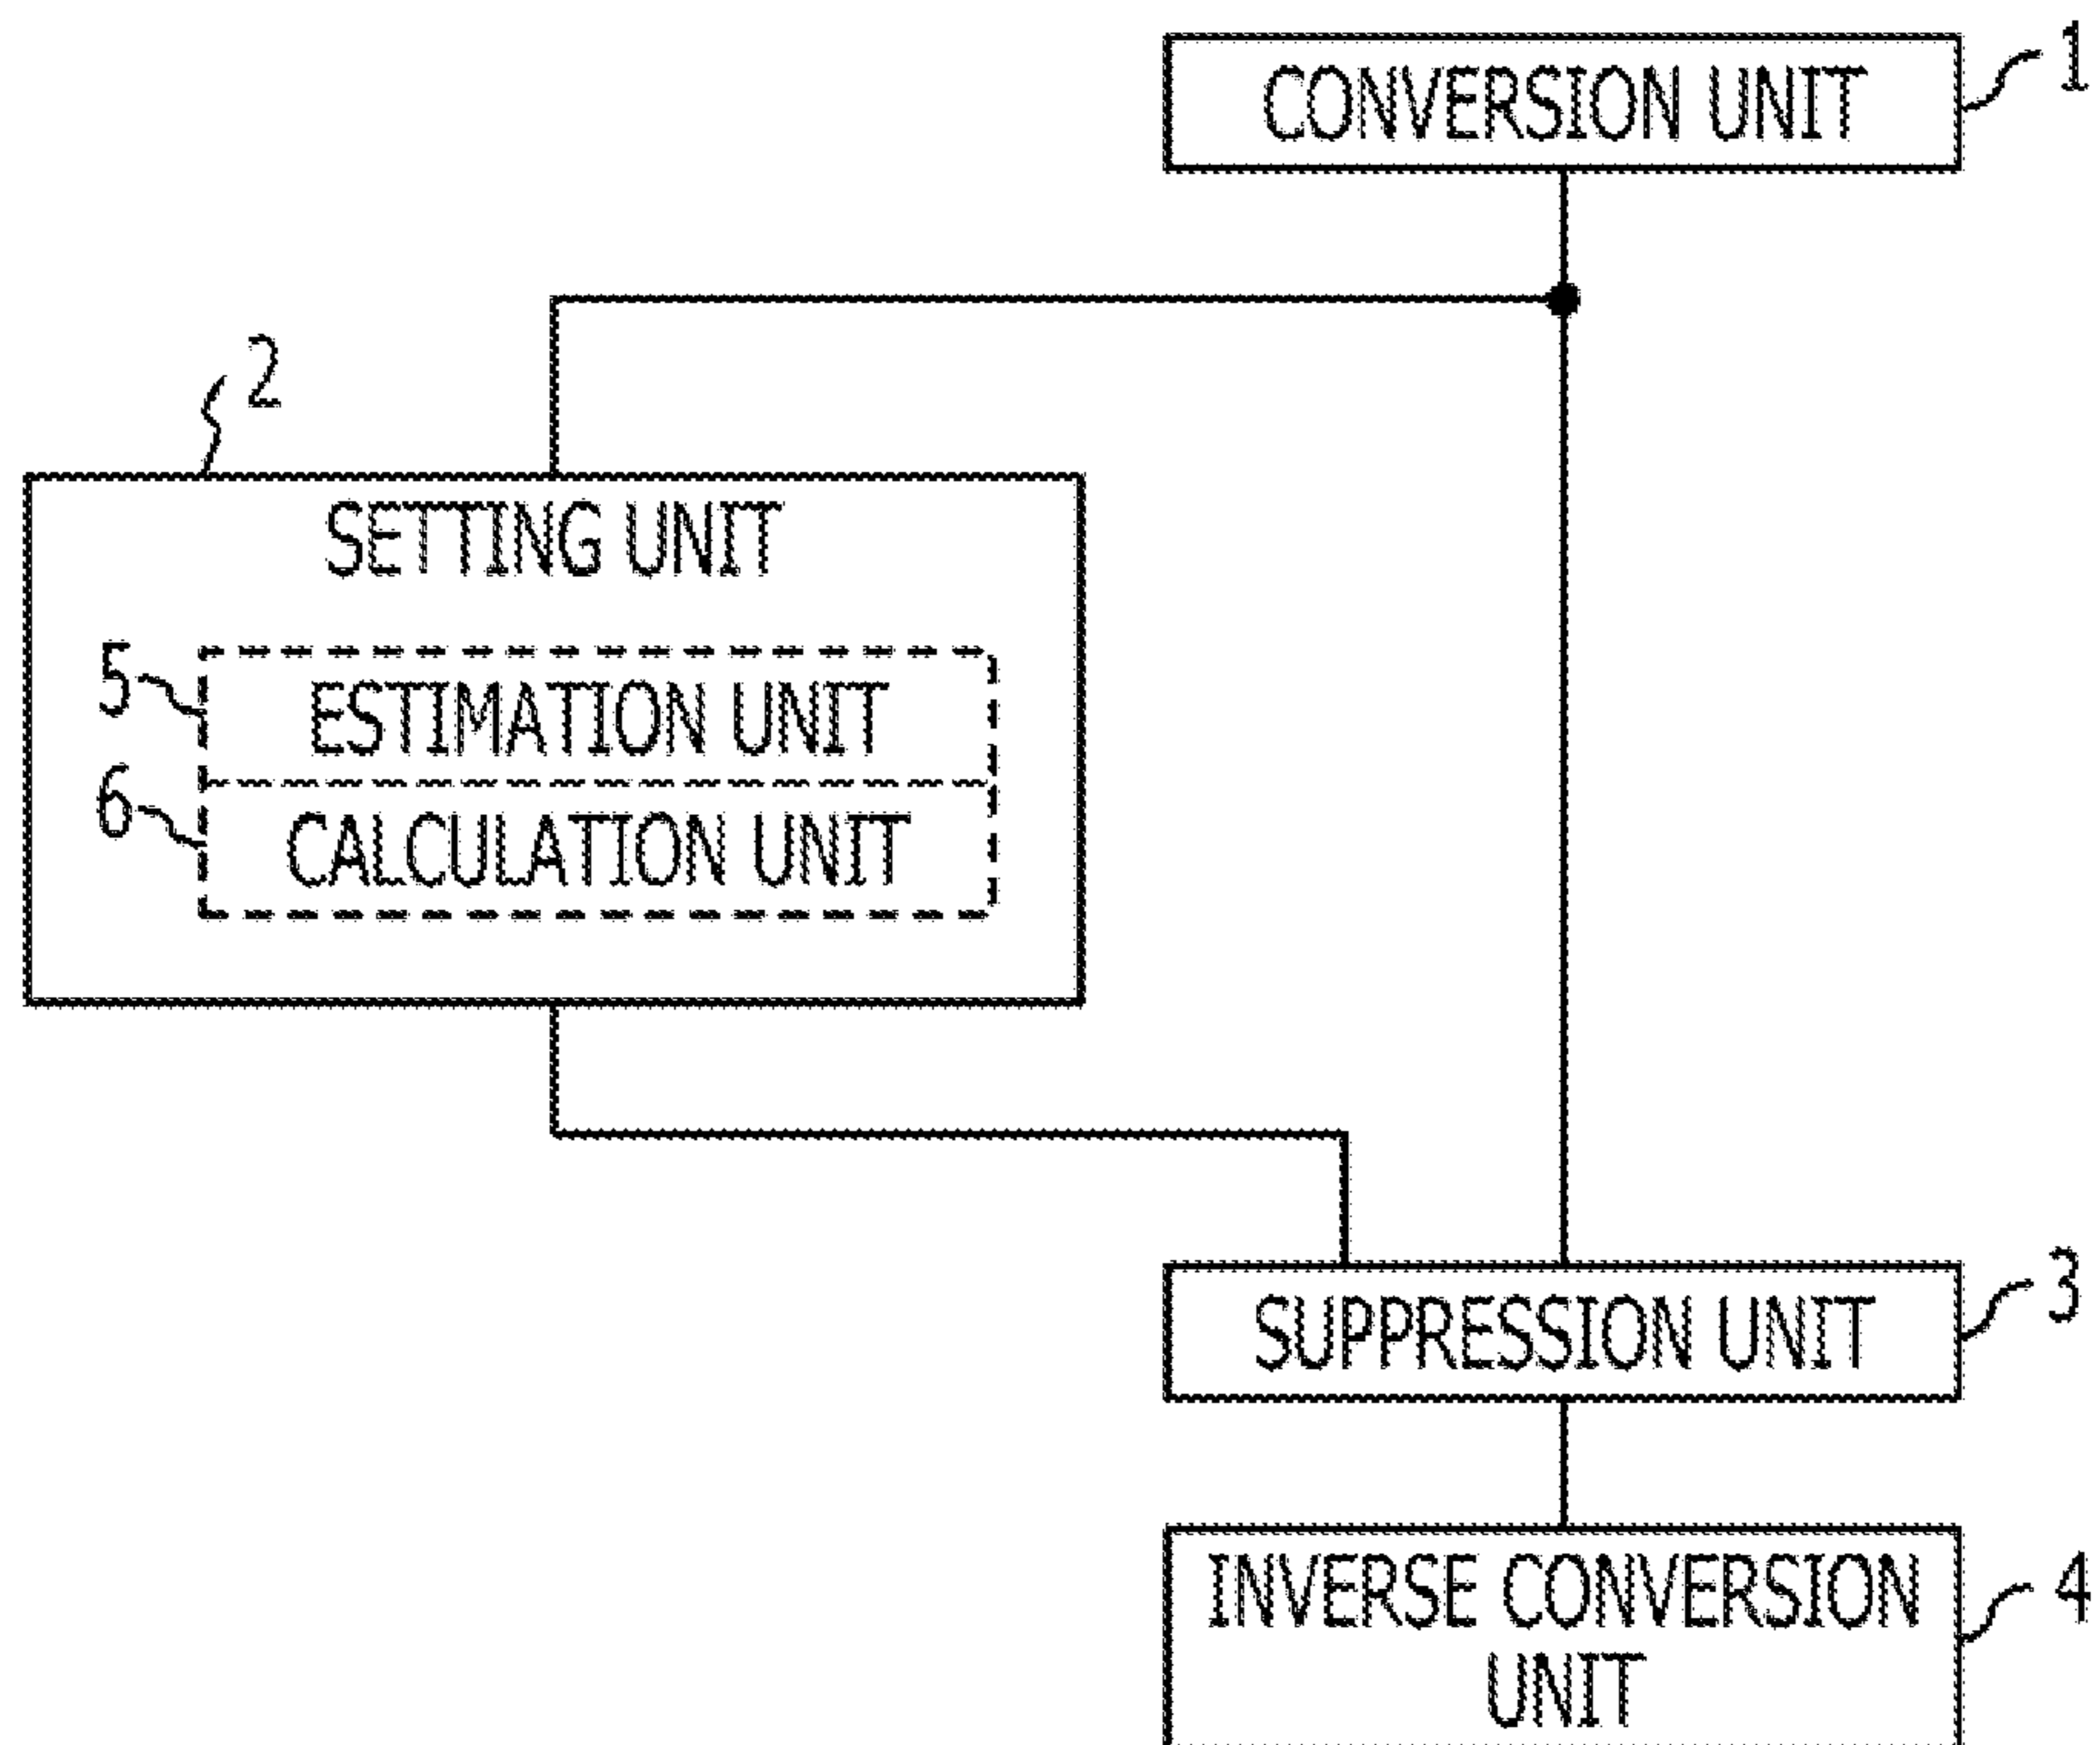 CONVERSION UNIT 1
2
SETTING UNIT
5 ESTIMATION UNIT
6 CALCULATION UNIT
SUPPRESSION UNIT 3
INVERSE CONVERSION 4
UNIT